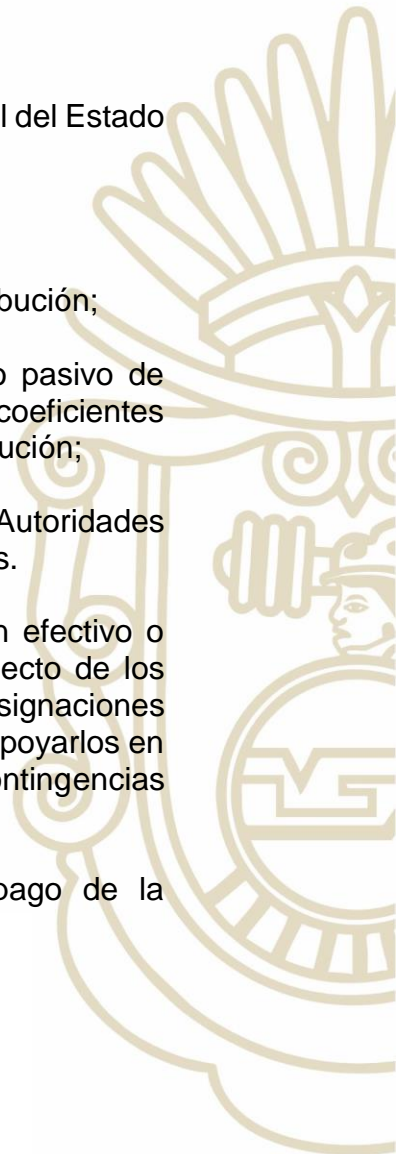 l del Estado
bución;
o pasivo de
coeficientes
ución;
Autoridades
s.
n efectivo o
ecto de los
signaciones
poyarlos en
ontingencias
pago de la